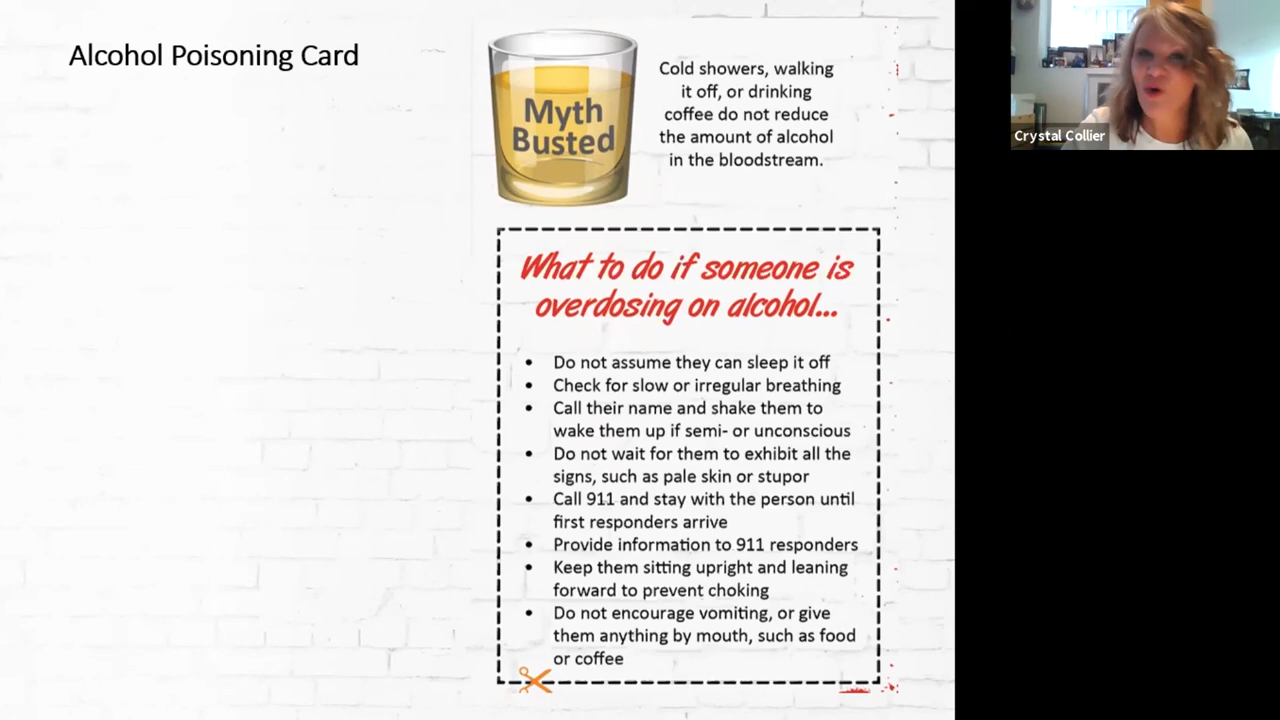 Alcohol Poisoning Card
Myth
Busted
Cold showers, walking
it off, or drinking
coffee do not reduce
the amount of alcohol
in the bloodstream.
Crystal Collier
What to do if someone is
overdosing on alcohol...
• Do not assume they can sleep it off
• Check for slow or irregular breathing
• Call their name and shake them to
wake them up if semi- or unconscious
• Do not wait for them to exhibit all the
signs, such as pale skin or stupor
• Call 911 and stay with the person until
first responders arrive
• Provide information to 911 responders
• Keep them sitting upright and leaning
forward to prevent choking
• Do not encourage vomiting, or give
them anything by mouth, such as food
or coffee